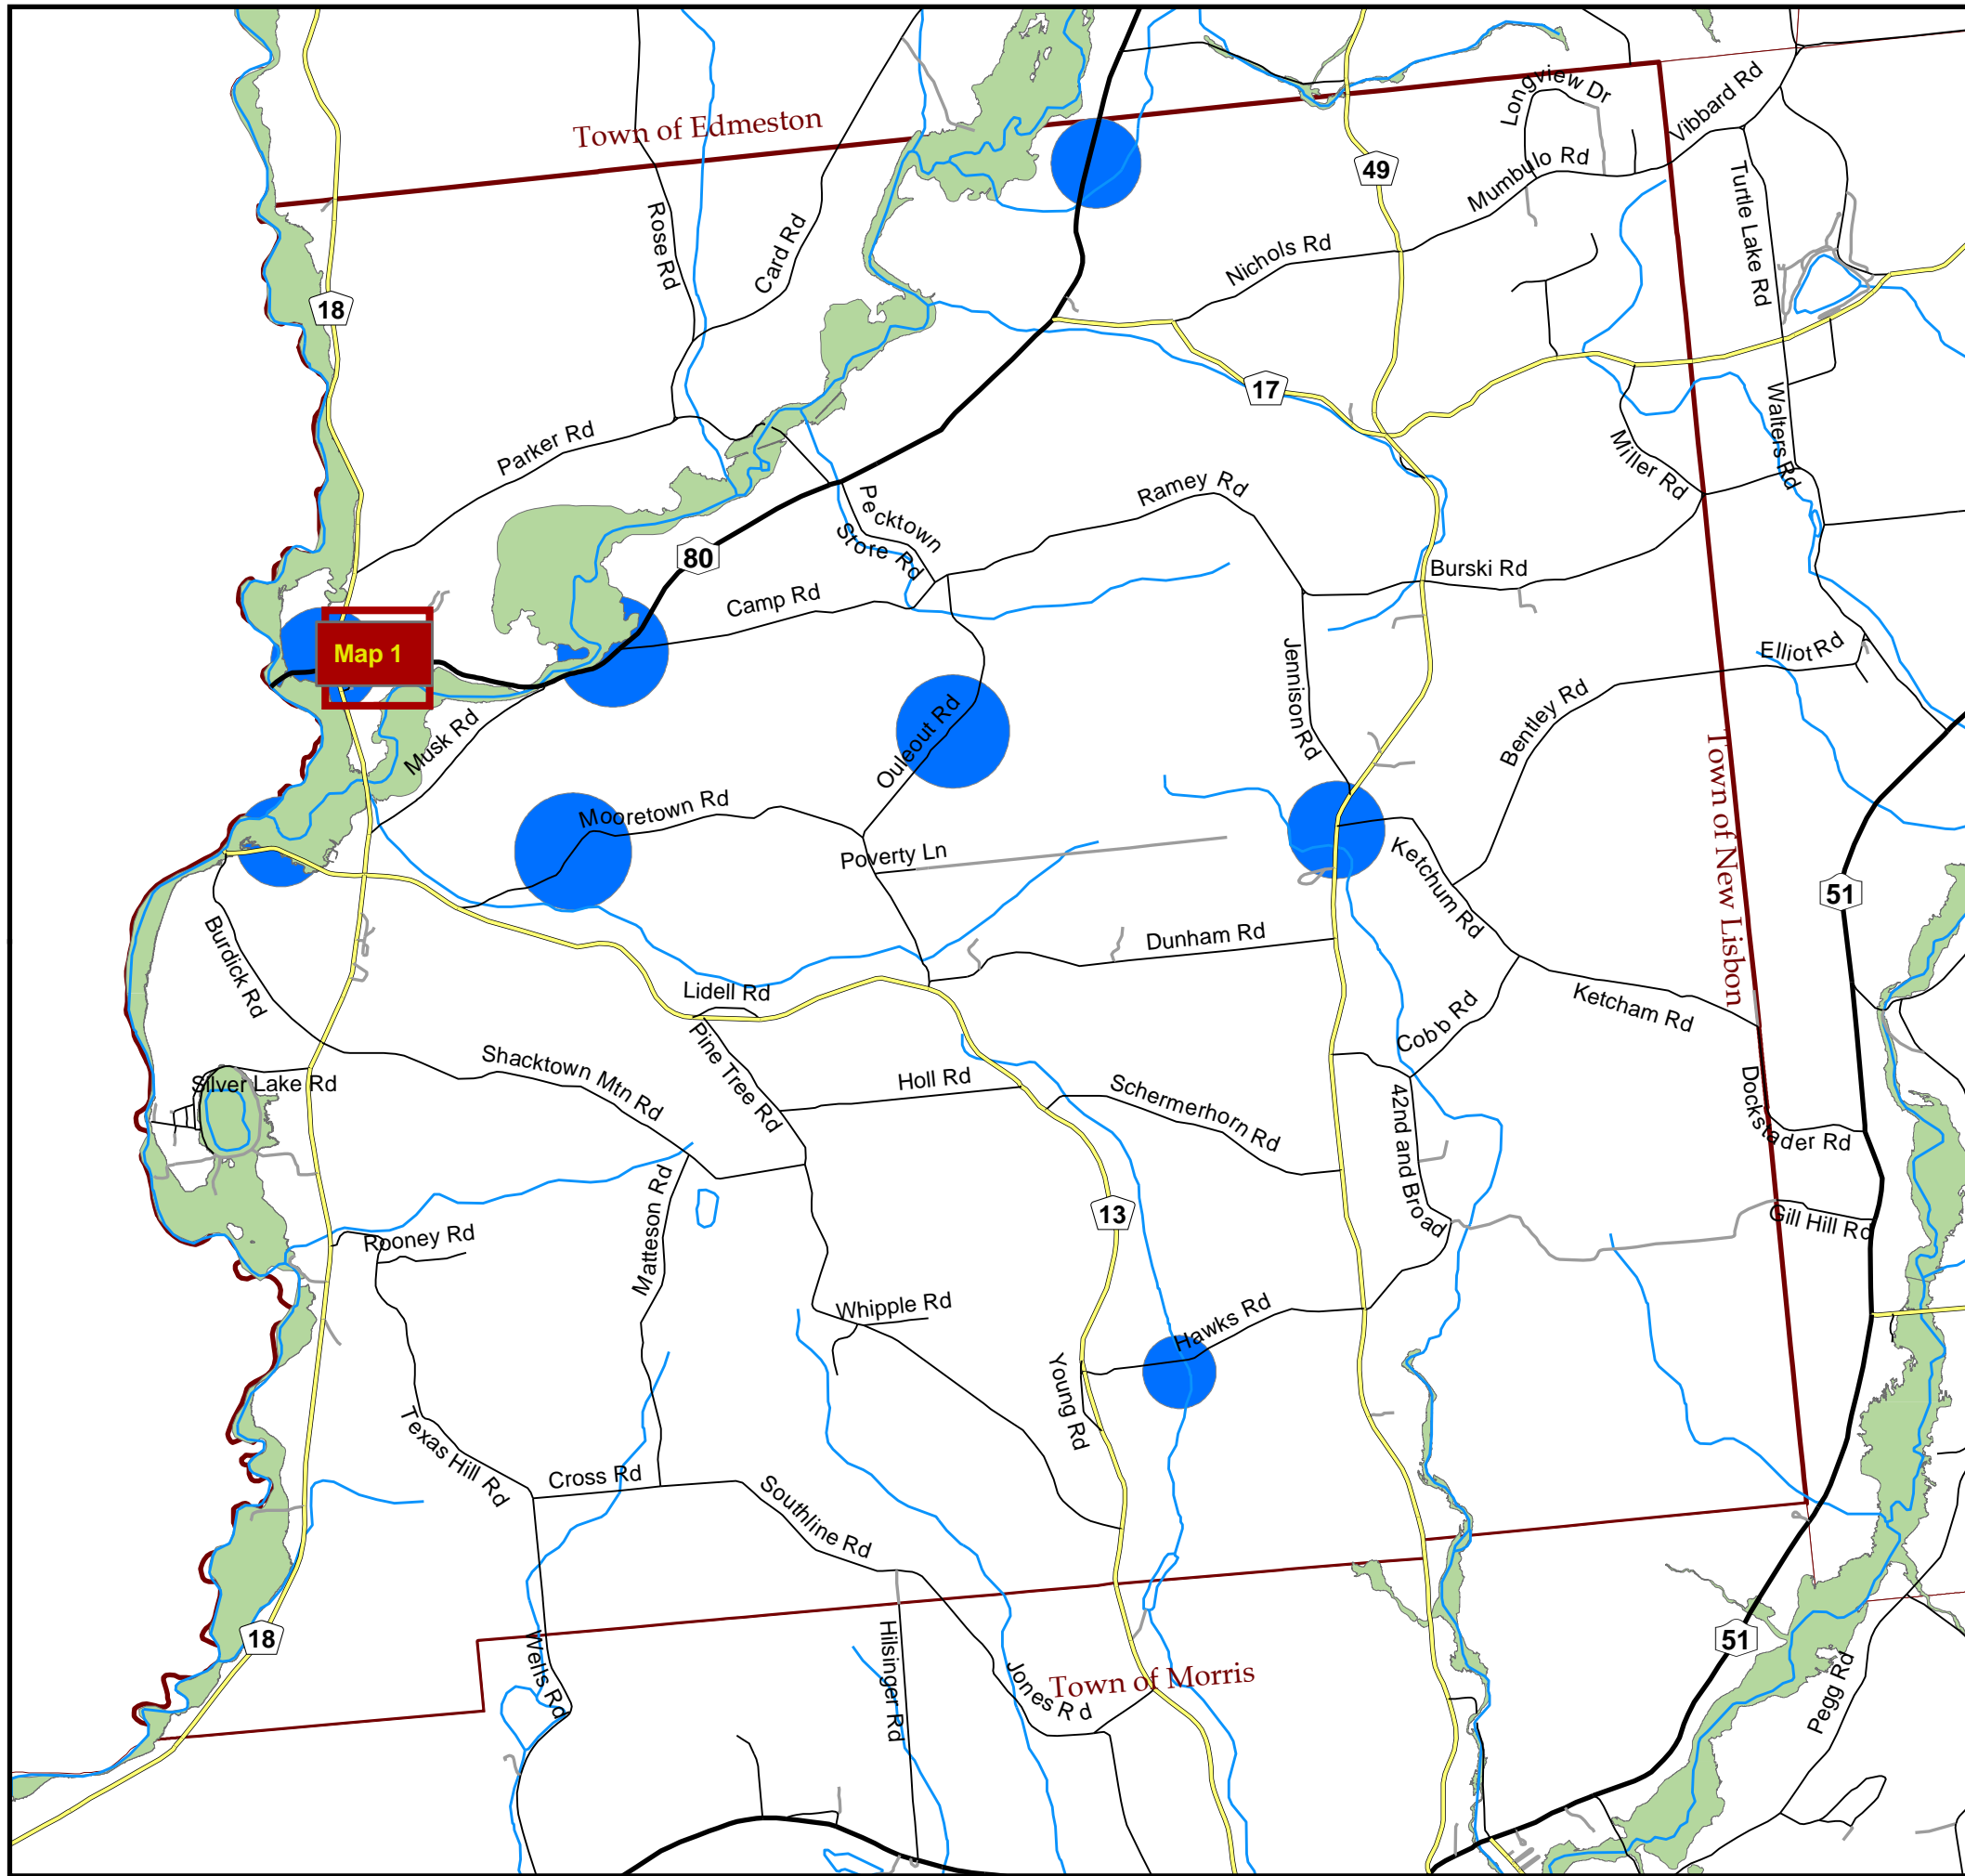 Town of Edmeston
Longview Dr
Vibbard Rd
49
Mumbulo Rd
Turtle Lake Rd
Rose Rd
Card Rd
Nichols Rd
18
17
Parker Rd
Walters Rd
Miller Rd
Ramey Rd
Pecktown
Store Rd
80
Burski Rd
Camp Rd
Map 1
Elliot Rd
Jennison Rd
Bentley Rd
Musk Rd
Ouleout Rd
Town of New Lisbon
Mooretown Rd
Poverty Ln
Ketchum Rd
51
Burdick Rd
Dunham Rd
Lidell Rd
Ketcham Rd
Cobb Rd
Pine Tree Rd
Shacktown Mtn Rd
Silver Lake Rd
Holl Rd
Schermerhorn Rd
Dockstader Rd
42nd and Broad
Matteson Rd
13
Gill Hill Rd
Rooney Rd
Whipple Rd
Hawks Rd
Young Rd
Texas Hill Rd
Cross Rd
Southline Rd
18
Wells Rd
Hilsinger Rd
Jones Rd
Town of Morris
51
Pegg Rd